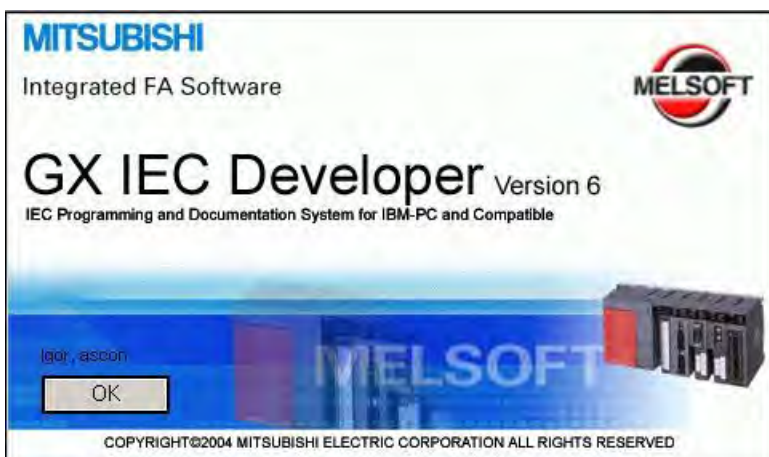 MITSUBISHI
Integrated FA Software
MELSOFT
GX IEC Developer Version 6
IEC Programming and Documentation System for IBM-PC and Compatible
Igor, ascon
MELSOFT
OK
COPYRIGHT©2004 MITSUBISHI ELECTRIC CORPORATION ALL RIGHTS RESERVED